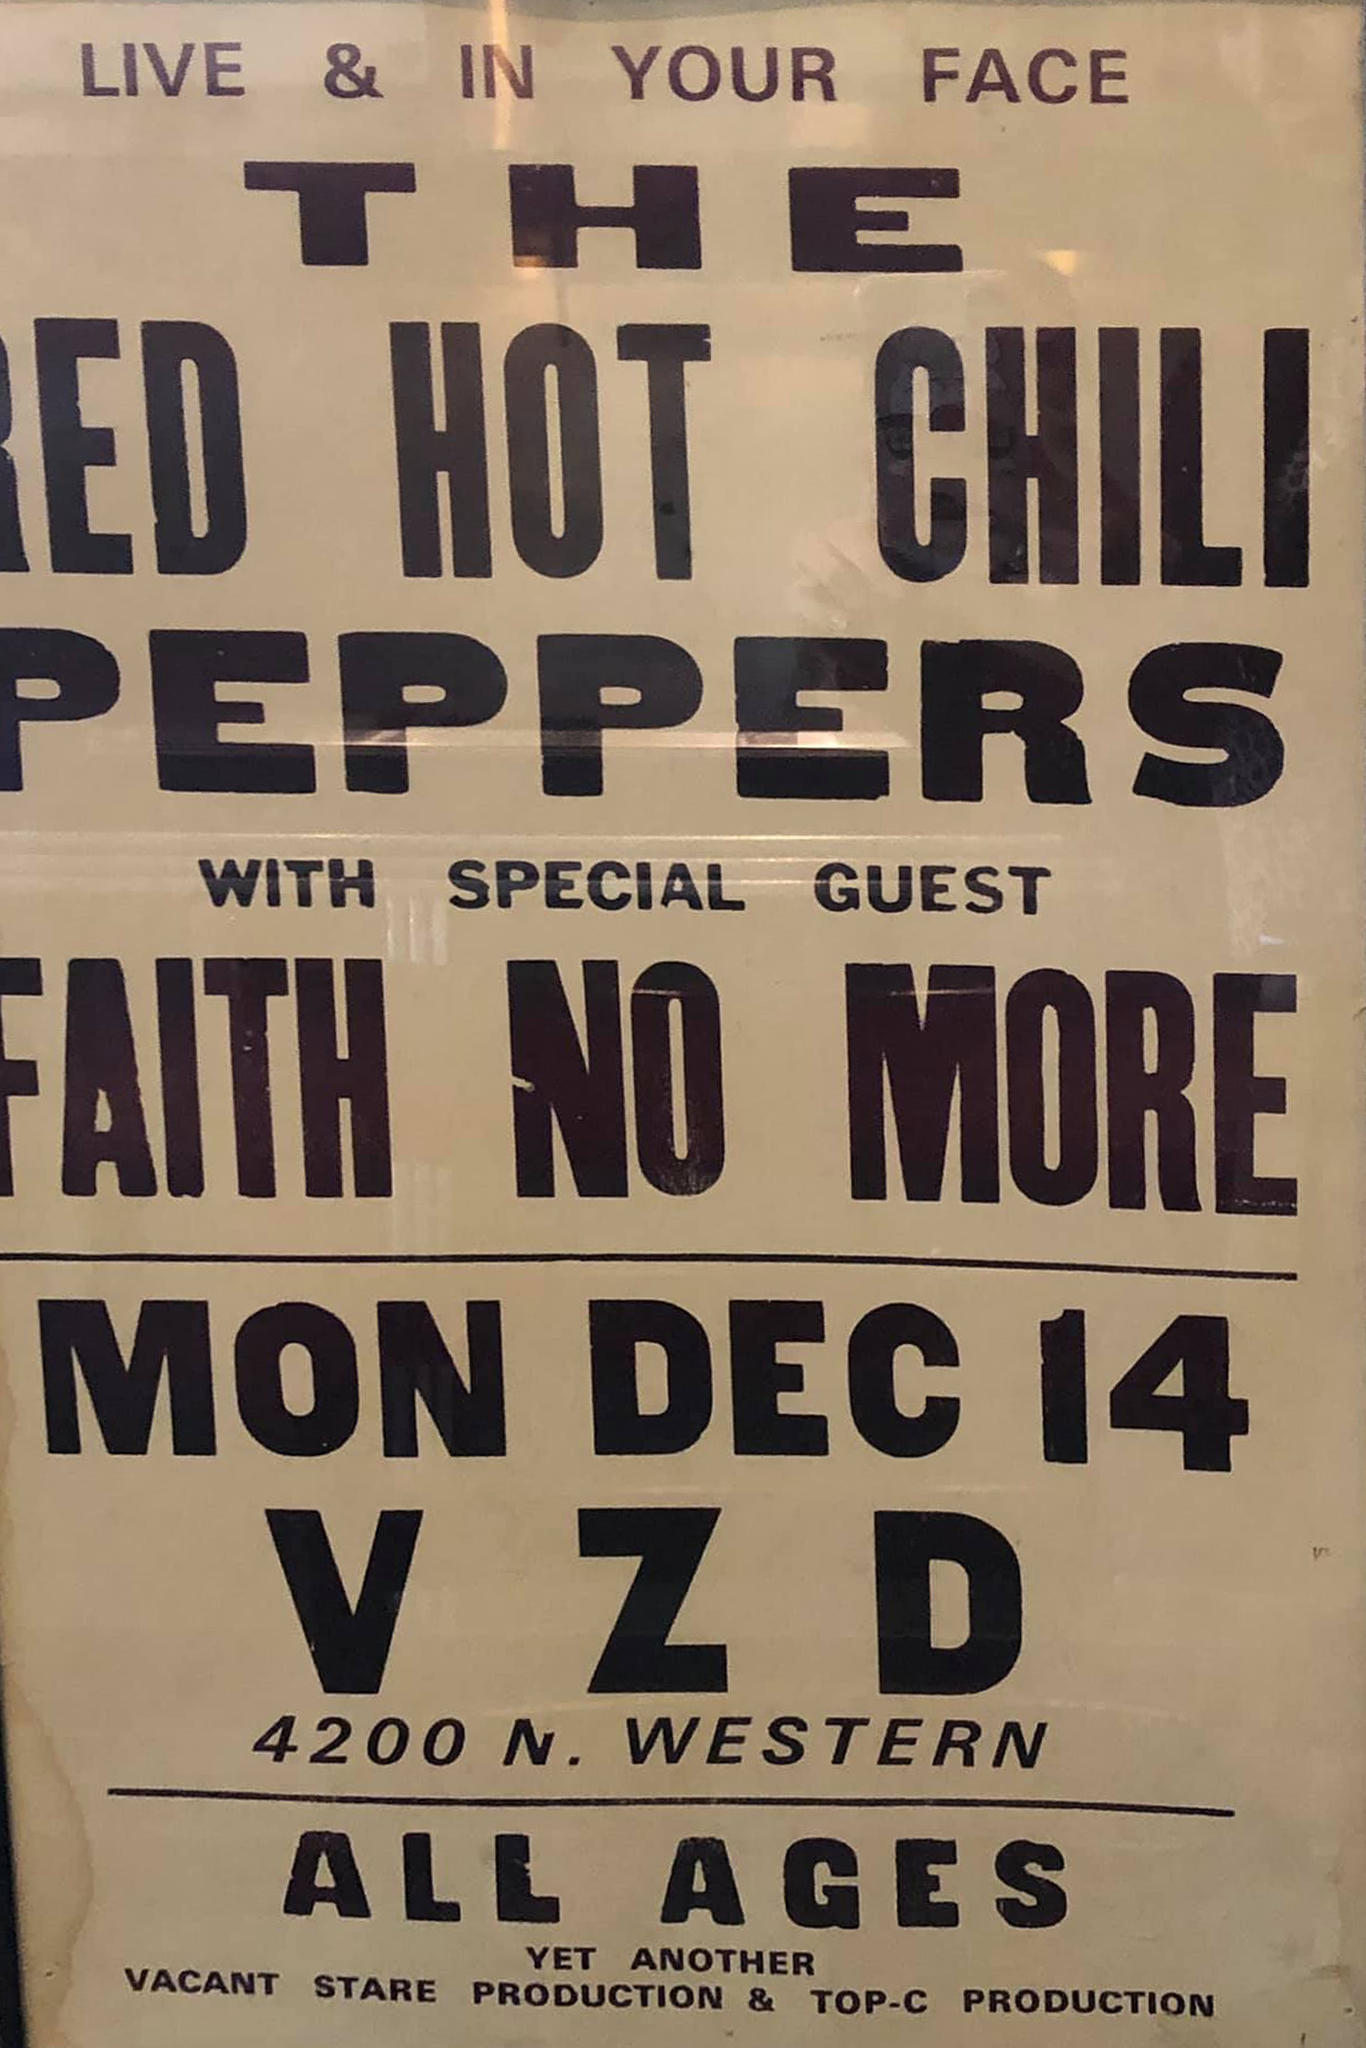 LIVE & IN YOUR FACE
THE
RED HOT CHILI
PEPPERS
WITH SPECIAL GUEST
FAITH NO MORE
MON DEC 14
V Z D
4200 N. WESTERN
ALL AGES
YET ANOTHER
VACANT STARE PRODUCTION & TOP-C PRODUCTION